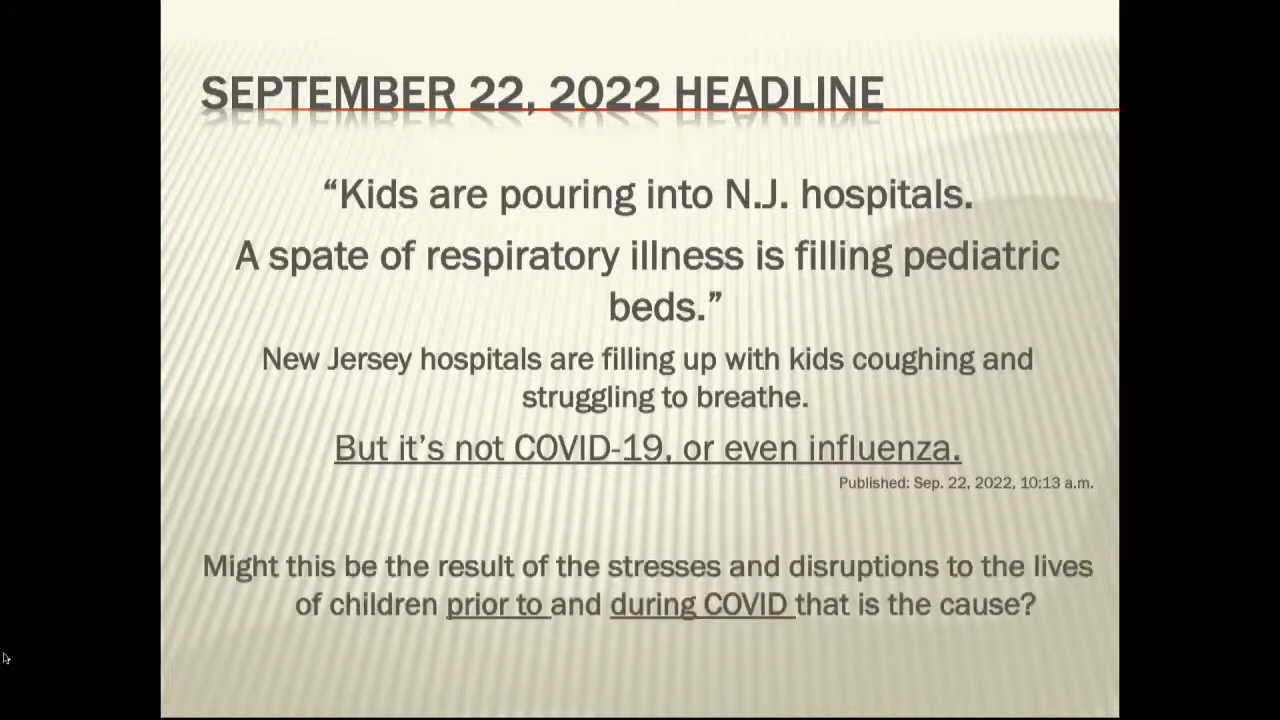 SEPTEMBER 22, 2022 HEADLINE
“Kids are pouring into N.J. hospitals.
A spate of respiratory illness is filling pediatric
beds.”
New Jersey hospitals are filling up with kids coughing and
struggling to breathe.
But it’s not COVID-19, or even influenza.
Published: Sep. 22, 2022, 10:13 a.m.
Might this be the result of the stresses and disruptions to the lives
of children prior to and during COVID that is the cause?